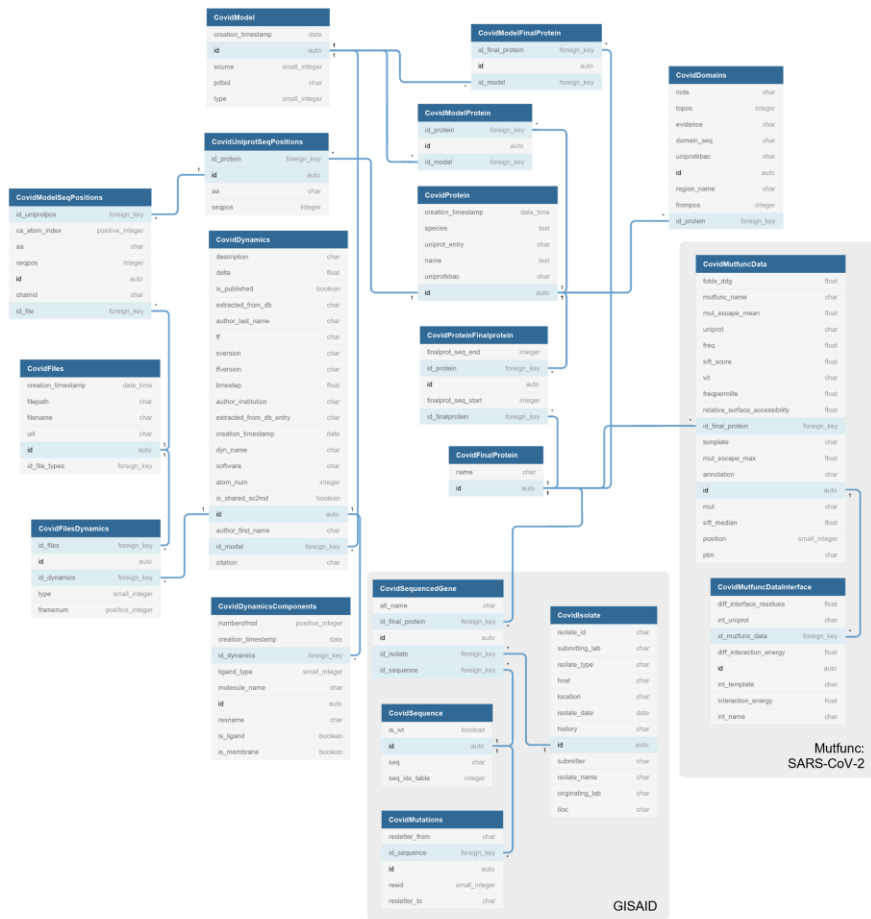 CovidModel
creation_timestamp date
id auto
source small_integer
pdbid char
type small_integer
CovidModelFinalProtein
id_final_protein foreign_key
id auto
id_model foreign_key
CovidModelProtein
id_protein foreign_key
id auto
id_model foreign_key
CovidDomains
note char
topos integer
evidence char
domain_seq char
uniprotkbac char
id auto
region_name char
frompos integer
id_protein foreign_key
CovidUniprotSeqPositions
id_protein foreign_key
id auto
aa char
seqpos integer
CovidModelSeqPositions
id_uniprotpos foreign_key
ca_atom_index positive_integer
aa char
seqpos integer
id auto
chainid char
id_file foreign_key
CovidProtein
creation_timestamp date_time
species text
uniprot_entry char
name text
uniprotkbac char
id auto
CovidDynamics
description char
delta float
is_published boolean
extracted_from_db char
author_last_name char
ff char
sversion char
ffversion char
timestep float
author_institution char
extracted_from_db_entry char
creation_timestamp date
dyn_name char
software char
atom_num integer
is_shared_sc2md boolean
id auto
author_first_name char
id_model foreign_key
citation char
CovidFiles
creation_timestamp date_time
filepath char
filename char
url char
id auto
id_file_types foreign_key
CovidFilesDynamics
id_files foreign_key
id auto
id_dynamics foreign_key
type small_integer
framenum positive_integer
CovidProteinFinalprotein
finalprot_seq_end integer
id_protein foreign_key
id auto
finalprot_seq_start integer
id_finalprotein foreign_key
CovidFinalProtein
name char
id auto
CovidMutfuncData
foldx_ddg float
mutfunc_name char
mut_escape_mean float
uniprot char
freq float
sift_score float
wt char
freqpermille float
relative_surface_accessibility float
id_final_protein foreign_key
template char
mut_escape_max float
annotation char
id auto
mut char
sift_median float
position small_integer
ptm char
CovidMutfuncDataInterface
diff_interface_residues float
int_uniprot char
id_mutfunc_data foreign_key
diff_interaction_energy float
id auto
int_template char
interaction_energy float
int_name char
Mutfunc:
SARS-CoV-2
CovidDynamicsComponents
numberofmol positive_integer
creation_timestamp date
id_dynamics foreign_key
ligand_type small_integer
molecule_name char
id auto
resname char
is_ligand boolean
is_membrane boolean
CovidSequencedGene
alt_name char
id_final_protein foreign_key
id auto
id_isolate foreign_key
id_sequence foreign_key
CovidIsolate
isolate_id char
submitting_lab char
isolate_type char
host char
location char
isolate_date date
history char
id auto
submitter char
isolate_name char
originating_lab char
tloc char
CovidSequence
is_wt boolean
id auto
seq char
seq_idx_table integer
CovidMutations
resletter_from char
id_sequence foreign_key
id auto
resid small_integer
resletter_to char
GISAID